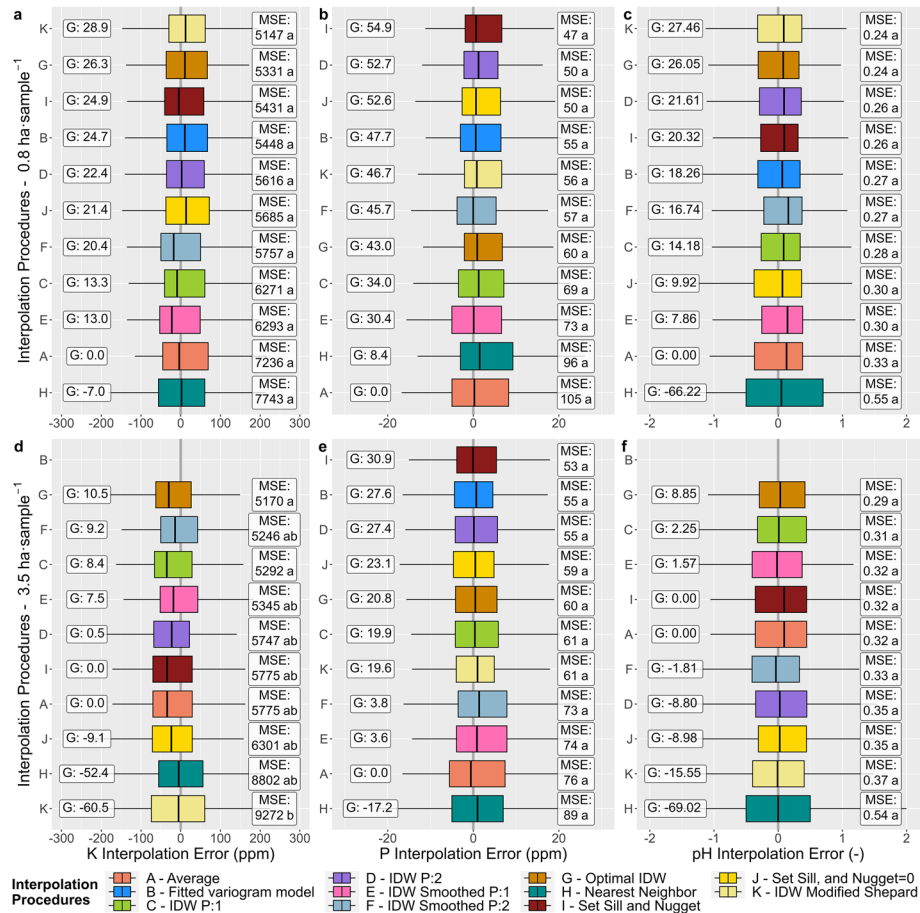 a
Interpolation Procedures - 0.8 ha·sample⁻¹
K G: 28.9 MSE: 5147 a
G G: 26.3 MSE: 5331 a
I G: 24.9 MSE: 5431 a
B G: 24.7 MSE: 5448 a
D G: 22.4 MSE: 5616 a
J G: 21.4 MSE: 5685 a
F G: 20.4 MSE: 5757 a
C G: 13.3 MSE: 6271 a
E G: 13.0 MSE: 6293 a
A G: 0.0 MSE: 7236 a
H G: -7.0 MSE: 7743 a
-300 -200 -100 0 100 200 300
b
I G: 54.9 MSE: 47 a
D G: 52.7 MSE: 50 a
J G: 52.6 MSE: 50 a
B G: 47.7 MSE: 55 a
K G: 46.7 MSE: 56 a
F G: 45.7 MSE: 57 a
G G: 43.0 MSE: 60 a
C G: 34.0 MSE: 69 a
E G: 30.4 MSE: 73 a
H G: 8.4 MSE: 96 a
A G: 0.0 MSE: 105 a
-20 0 20
c
K G: 27.46 MSE: 0.24 a
G G: 26.05 MSE: 0.24 a
D G: 21.61 MSE: 0.26 a
I G: 20.32 MSE: 0.26 a
B G: 18.26 MSE: 0.27 a
F G: 16.74 MSE: 0.27 a
C G: 14.18 MSE: 0.28 a
J G: 9.92 MSE: 0.30 a
E G: 7.86 MSE: 0.30 a
A G: 0.00 MSE: 0.33 a
H G: -66.22 MSE: 0.55 a
-2 -1 0 1 2
d
Interpolation Procedures - 3.5 ha·sample⁻¹
B
G G: 10.5 MSE: 5170 a
F G: 9.2 MSE: 5246 ab
C G: 8.4 MSE: 5292 a
E G: 7.5 MSE: 5345 ab
D G: 0.5 MSE: 5747 ab
I G: 0.0 MSE: 5775 ab
A G: 0.0 MSE: 5775 ab
J G: -9.1 MSE: 6301 ab
H G: -52.4 MSE: 8802 ab
K G: -60.5 MSE: 9272 b
-300 -200 -100 0 100 200 300
K Interpolation Error (ppm)
e
I G: 30.9 MSE: 53 a
B G: 27.6 MSE: 55 a
D G: 27.4 MSE: 55 a
J G: 23.1 MSE: 59 a
G G: 20.8 MSE: 60 a
C G: 19.9 MSE: 61 a
K G: 19.6 MSE: 61 a
F G: 3.8 MSE: 73 a
E G: 3.6 MSE: 74 a
A G: 0.0 MSE: 76 a
H G: -17.2 MSE: 89 a
-20 0 20
P Interpolation Error (ppm)
f
B
G G: 8.85 MSE: 0.29 a
C G: 2.25 MSE: 0.31 a
E G: 1.57 MSE: 0.32 a
I G: 0.00 MSE: 0.32 a
A G: 0.00 MSE: 0.32 a
F G: -1.81 MSE: 0.33 a
D G: -8.80 MSE: 0.35 a
J G: -8.98 MSE: 0.35 a
K G: -15.55 MSE: 0.37 a
H G: -69.02 MSE: 0.54 a
-2 -1 0 1 2
pH Interpolation Error (-)
Interpolation Procedures
A - Average
B - Fitted variogram model
C - IDW P:1
D - IDW P:2
E - IDW Smoothed P:1
F - IDW Smoothed P:2
G - Optimal IDW
H - Nearest Neighbor
I - Set Sill and Nugget
J - Set Sill, and Nugget=0
K - IDW Modified Shepard